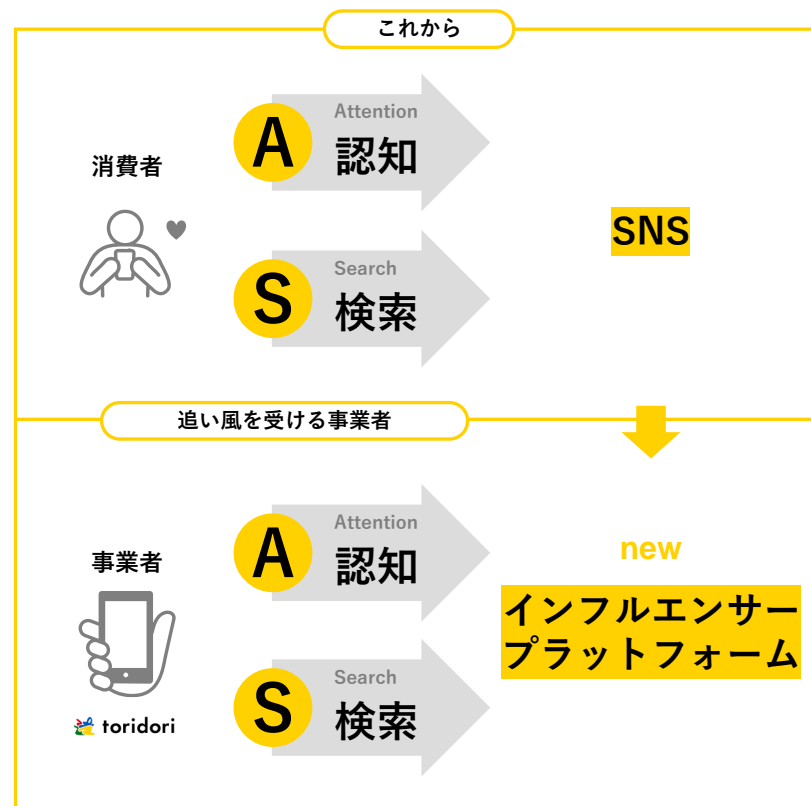 これから
消費者
A
Attention
認知
S
Search
検索
SNS
追い風を受ける事業者
事業者
toridori
A
Attention
認知
S
Search
検索
new
インフルエンサー
プラットフォーム